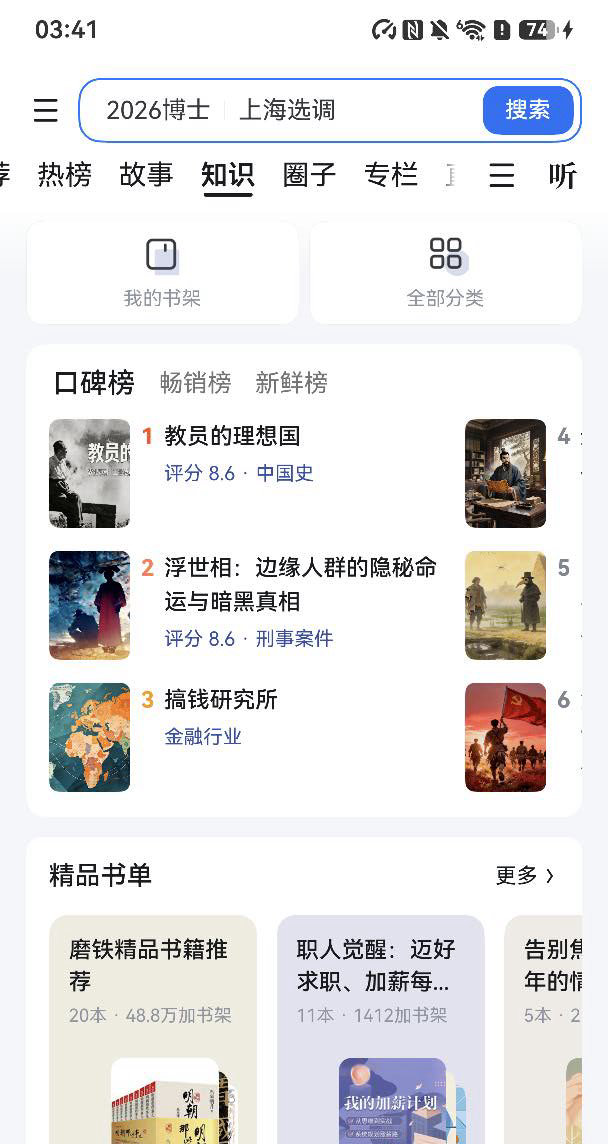 03:41
74
2026博士 上海选调
搜索
热榜 故事 知识 圈子 专栏 听
我的书架
全部分类
口碑榜 畅销榜 新鲜榜
1 教员的理想国
评分 8.6 · 中国史
2 浮世相：边缘人群的隐秘命
运与暗黑真相
评分 8.6 · 刑事案件
3 搞钱研究所
金融行业
4
5
6
精品书单
更多
磨铁精品书籍推
荐
20本 · 48.8万加书架
职人觉醒：迈好
求职、加薪每...
11本 · 1412加书架
告别焦
年的情
5本 · 2
明朝
那
我的加薪计划